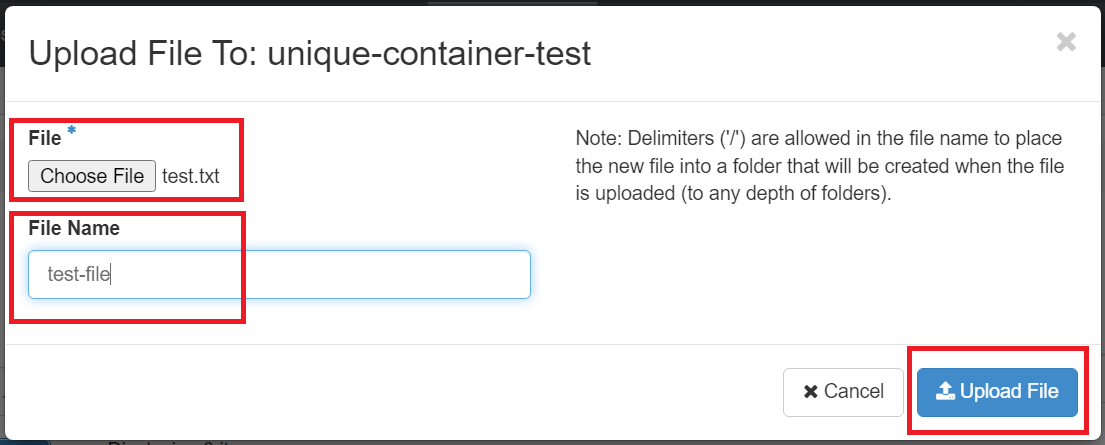 Upload File To: unique-container-test
File *
Choose File test.txt
File Name
test-file
Note: Delimiters ('/') are allowed in the file name to place
the new file into a folder that will be created when the file
is uploaded (to any depth of folders).
Cancel
Upload File